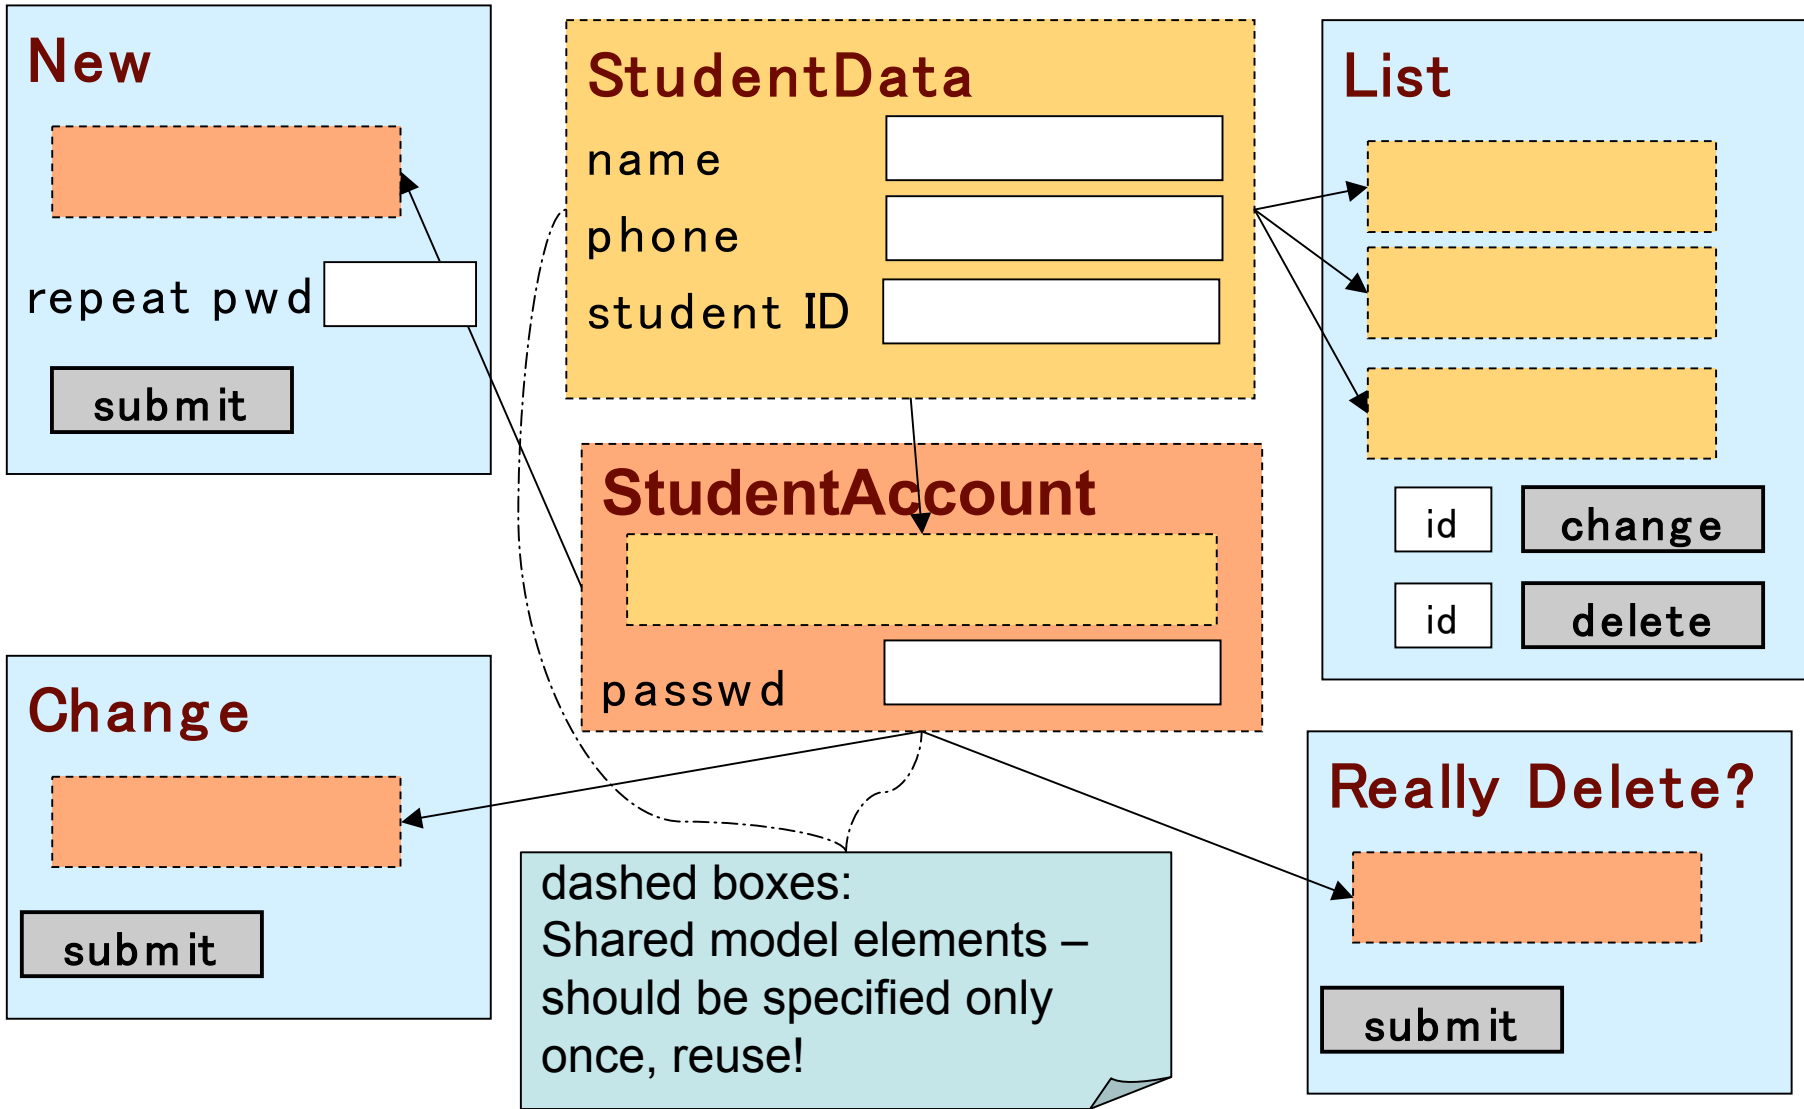 New
repeat pwd
submit
StudentData
name
phone
student ID
List
id change
id delete
StudentAccount
passwd
Change
submit
dashed boxes:
Shared model elements –
should be specified only
once, reuse!
Really Delete?
submit